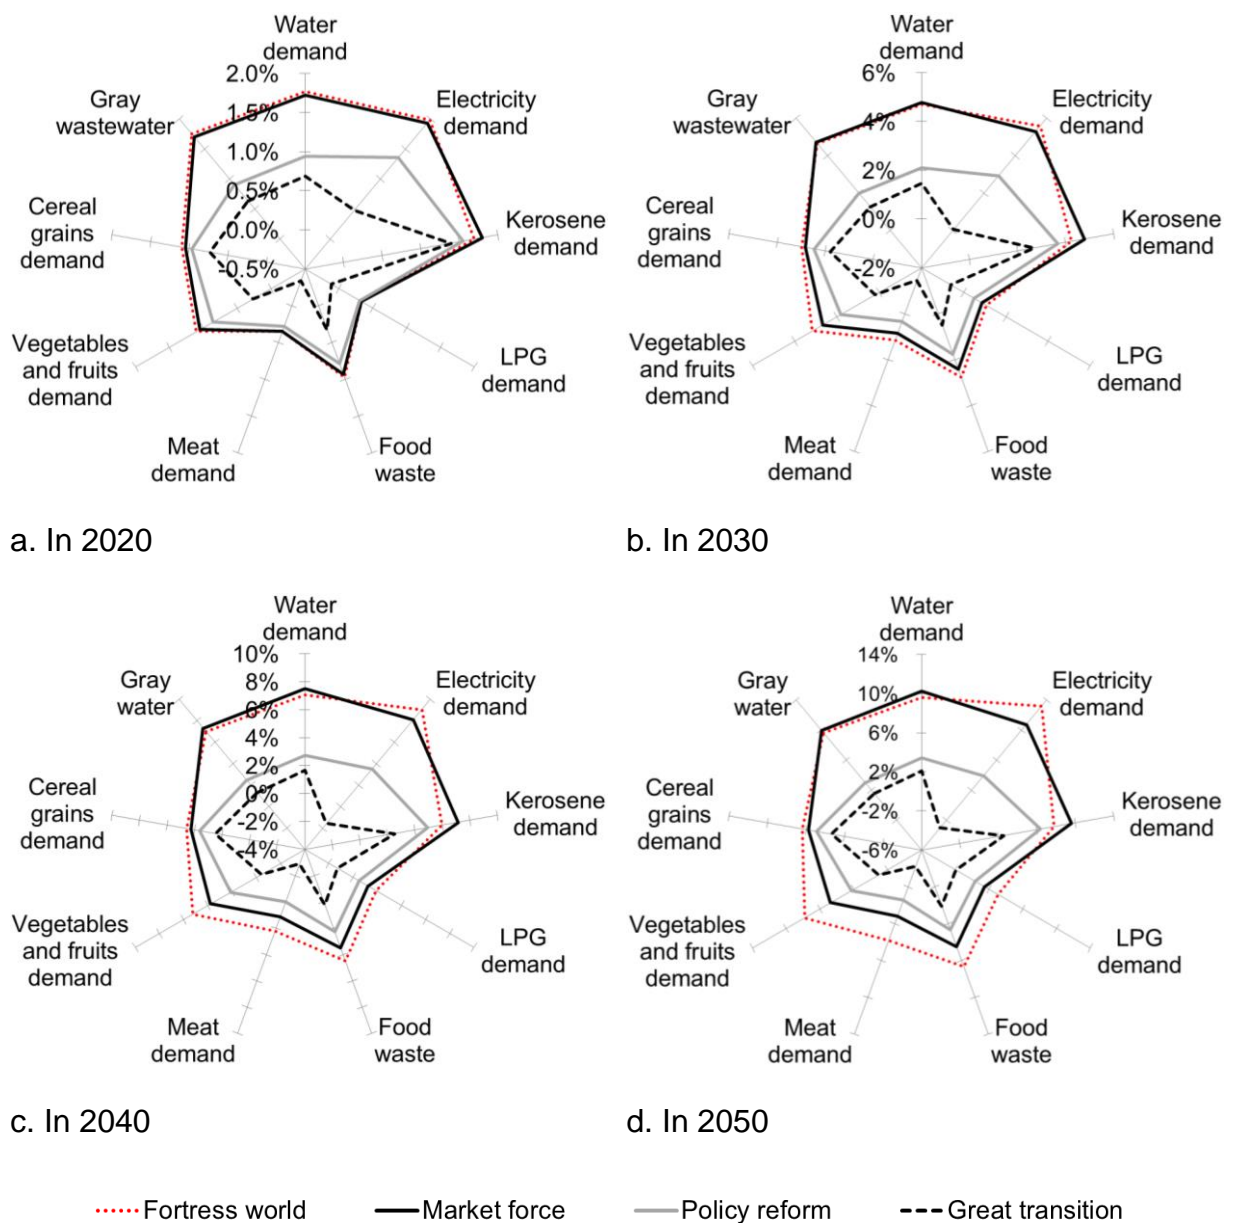 Water
demand
2.0%
1.5%
1.0%
0.5%
0.0%
-0.5%
Electricity
demand
Kerosene
demand
LPG
demand
Food
waste
Meat
demand
Vegetables
and fruits
demand
Cereal
grains
demand
Gray
wastewater
a. In 2020
Water
demand
6%
4%
2%
0%
-2%
Electricity
demand
Kerosene
demand
LPG
demand
Food
waste
Meat
demand
Vegetables
and fruits
demand
Cereal
grains
demand
Gray
wastewater
b. In 2030
Water
demand
10%
8%
6%
4%
2%
0%
-2%
-4%
Electricity
demand
Kerosene
demand
LPG
demand
Food
waste
Meat
demand
Vegetables
and fruits
demand
Cereal
grains
demand
Gray
water
c. In 2040
Water
demand
14%
10%
6%
2%
-2%
-6%
Electricity
demand
Kerosene
demand
LPG
demand
Food
waste
Meat
demand
Vegetables
and fruits
demand
Cereal
grains
demand
Gray
water
d. In 2050
Fortress world Market force Policy reform Great transition